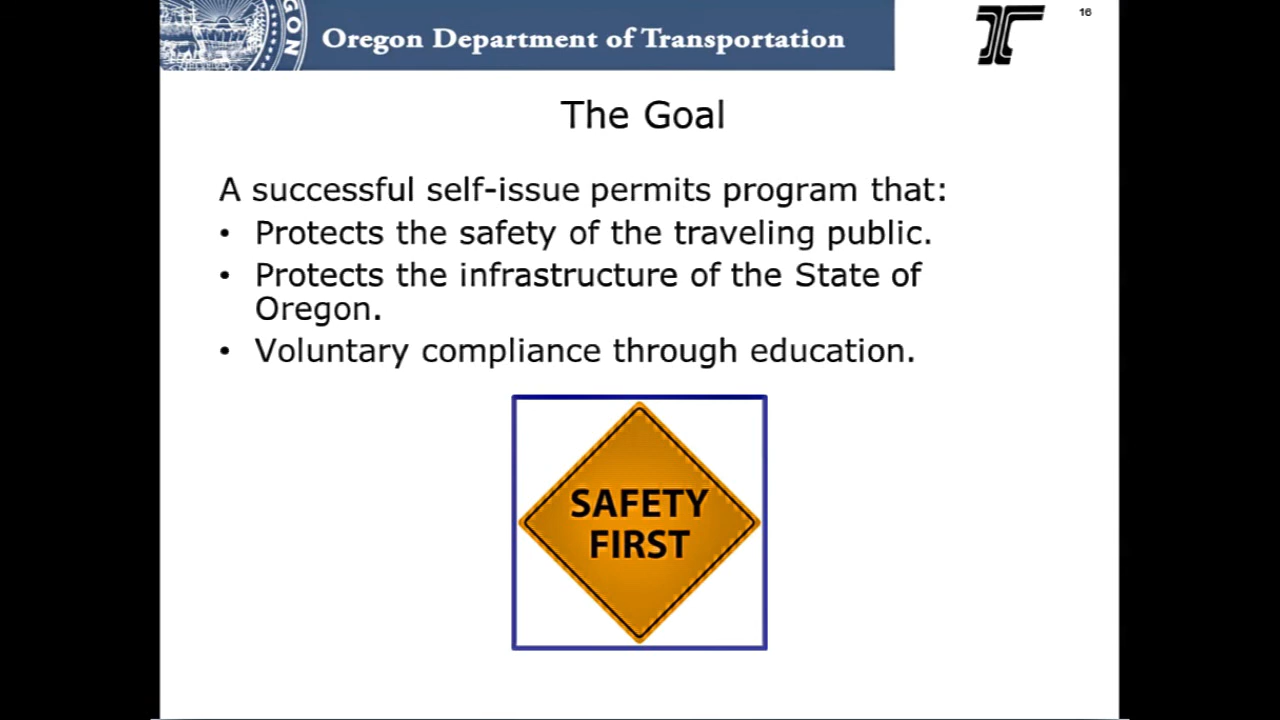 GON
Oregon Department of Transportation
16
The Goal
A successful self-issue permits program that:
• Protects the safety of the traveling public.
• Protects the infrastructure of the State of
Oregon.
• Voluntary compliance through education.
SAFETY
FIRST